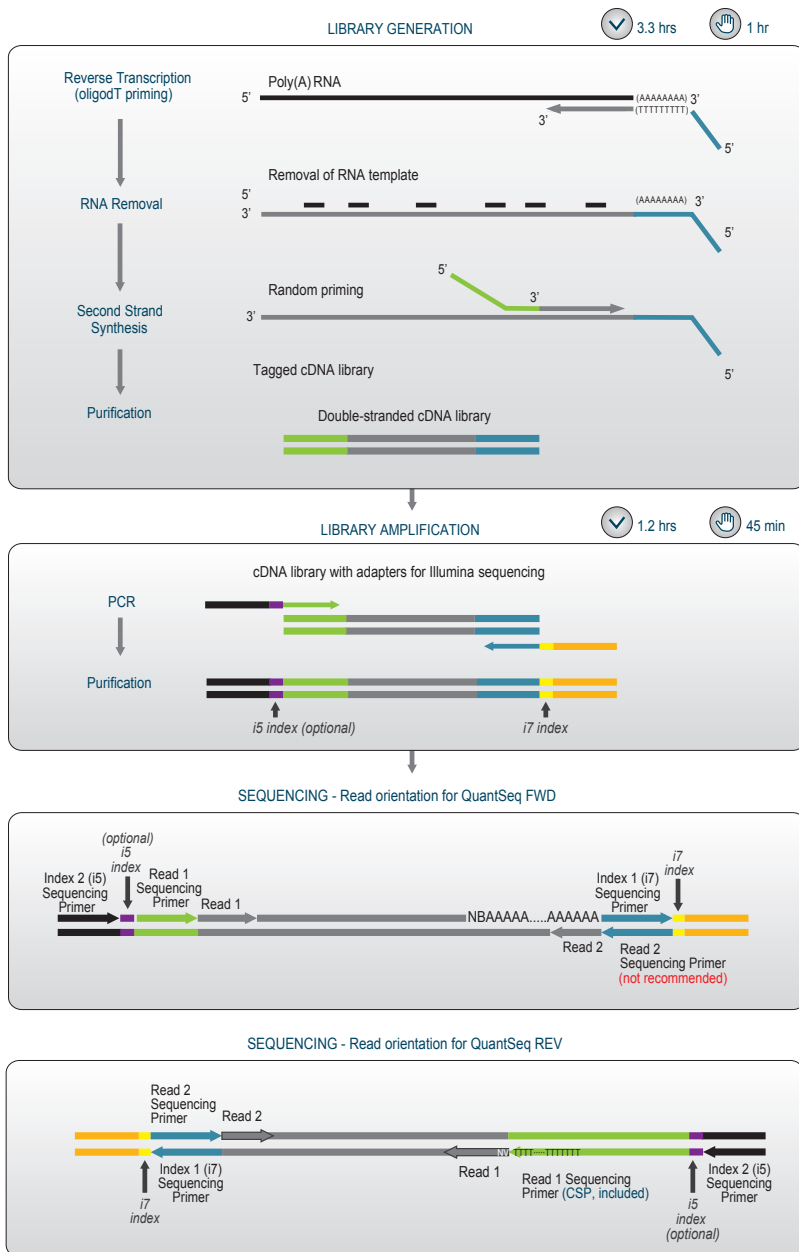 LIBRARY GENERATION
3.3 hrs
1 hr
Reverse Transcription
(oligodT priming)
Poly(A) RNA
5’
(AAAAAAAA)
3’
3’
(TTTTTTTTT)
5’
Removal of RNA template
RNA Removal
5’
3’
(AAAAAAAA)
3’
5’
Random priming
5’
3’
Second Strand
Synthesis
3’
5’
Tagged cDNA library
Purification
Double-stranded cDNA library
LIBRARY AMPLIFICATION
1.2 hrs
45 min
cDNA library with adapters for Illumina sequencing
PCR
Purification
i5 index (optional)
i7 index
SEQUENCING - Read orientation for QuantSeq FWD
(optional)
i5
index
Index 2 (i5)
Sequencing
Primer
Read 1
Sequencing
Primer
Read 1
NBAAAAA.....AAAAAA
Index 1 (i7)
Sequencing
Primer
i7
index
Read 2
Read 2
Sequencing Primer
(not recommended)
SEQUENCING - Read orientation for QuantSeq REV
Read 2
Sequencing
Primer
Read 2
Index 1 (i7)
Sequencing
Primer
i7
index
Read 1
NV
Read 1 Sequencing
Primer (CSP, included)
Index 2 (i5)
Sequencing
Primer
i5
index
(optional)